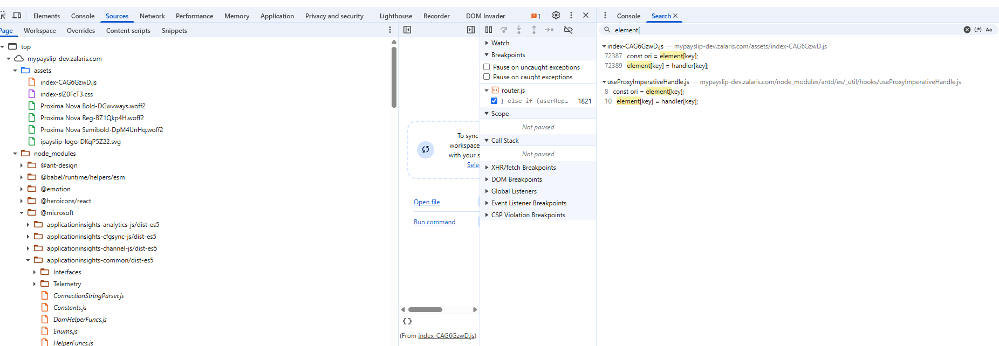 Elements Console Sources Network Performance Memory Application Privacy and security Lighthouse Recorder DOM Invader 1
Page Workspace Overrides Content scripts Snippets
top
mypayslip-dev.zalaris.com
assets
index-CAG6GzwD.js
index-slZ0FcT3.css
Proxima Nova Bold-DGwvways.woff2
Proxima Nova Reg-BZ1Qkp4H.woff2
Proxima Nova Semibold-DpM4UnHq.woff2
ipayslip-logo-DKqP5Z22.svg
node_modules
@ant-design
@babel/runtime/helpers/esm
@emotion
@heroicons/react
@microsoft
applicationinsights-analytics-js/dist-es5
applicationinsights-cfgsync-js/dist-es5
applicationinsights-channel-js/dist-es5
applicationinsights-common/dist-es5
Interfaces
Telemetry
ConnectionStringParser.js
Constants.js
DomHelperFuncs.js
Enums.js
HelperFuncs.js
To sync
workspace
with your s
Sele
Open file
Run command
{}
(From index-CAG6GzwD.js)
Watch
Breakpoints
Pause on uncaught exceptions
Pause on caught exceptions
router.js
} else if (userRep… 1821
Scope
Not paused
Call Stack
Not paused
XHR/fetch Breakpoints
DOM Breakpoints
Global Listeners
Event Listener Breakpoints
CSP Violation Breakpoints
Console Search
element[ (.*) Aa
index-CAG6GzwD.js — mypayslip-dev.zalaris.com/assets/index-CAG6GzwD.js
72387 const ori = element[key];
72389 element[key] = handler[key];
useProxyImperativeHandle.js — mypayslip-dev.zalaris.com/node_modules/antd/es/_util/hooks/useProxyImperativeHandle.js
8 const ori = element[key];
10 element[key] = handler[key];